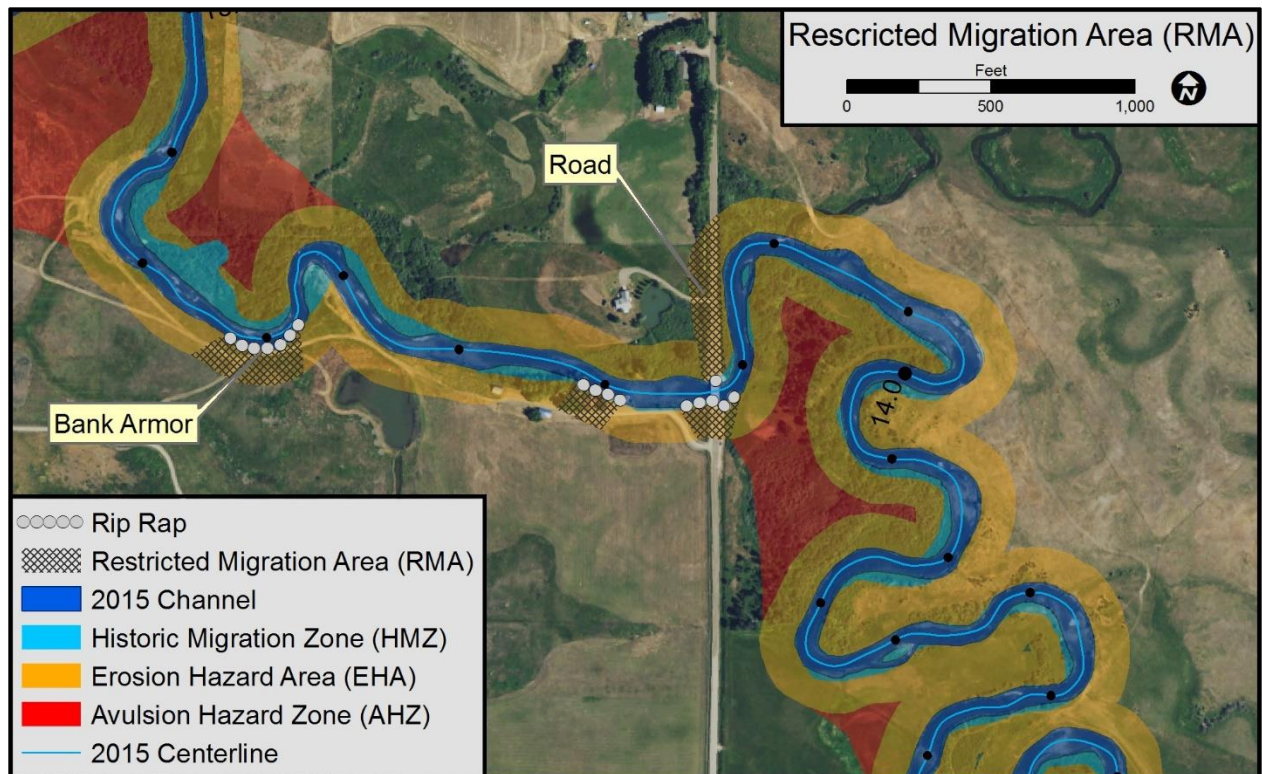 Rescricted Migration Area (RMA)
Feet
0 500 1,000
N
Road
14.0
Bank Armor
Rip Rap
Restricted Migration Area (RMA)
2015 Channel
Historic Migration Zone (HMZ)
Erosion Hazard Area (EHA)
Avulsion Hazard Zone (AHZ)
2015 Centerline